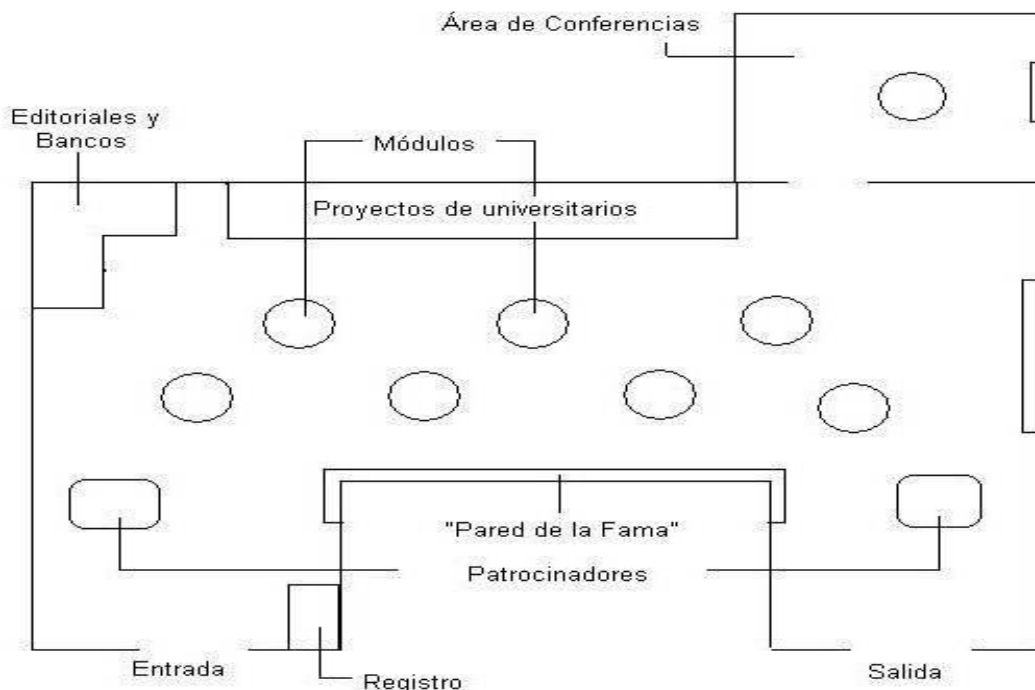 Área de Conferencias
Editoriales y
Bancos
Módulos
Proyectos de universitarios
"Pared de la Fama"
Patrocinadores
Entrada
Registro
Salida